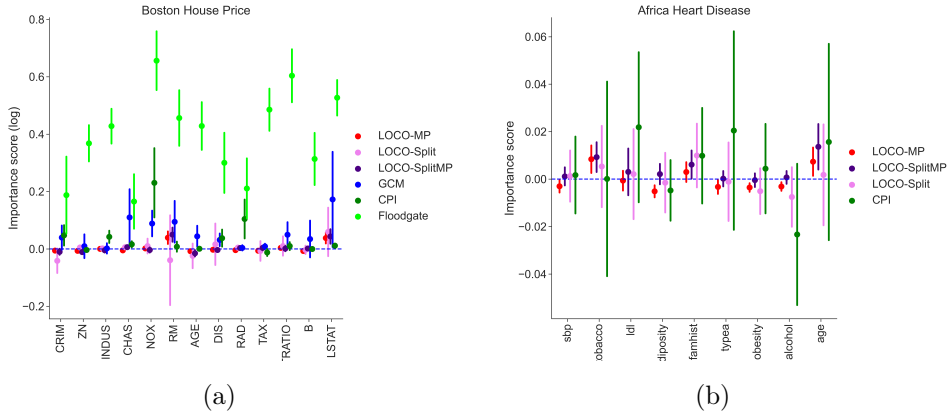 Boston House Price
Importance score (log)
0.8
0.6
0.4
0.2
0.0
−0.2
CRIM
ZN
INDUS
CHAS
NOX
RM
AGE
DIS
RAD
TAX
TRATIO
B
LSTAT
LOCO-MP
LOCO-Split
LOCO-SplitMP
GCM
CPI
Floodgate
(a)
Africa Heart Disease
Importance score
0.06
0.04
0.02
0.00
−0.02
−0.04
sbp
obacco
ldl
diposity
famhist
typea
obesity
alcohol
age
LOCO-MP
LOCO-SplitMP
LOCO-Split
CPI
(b)